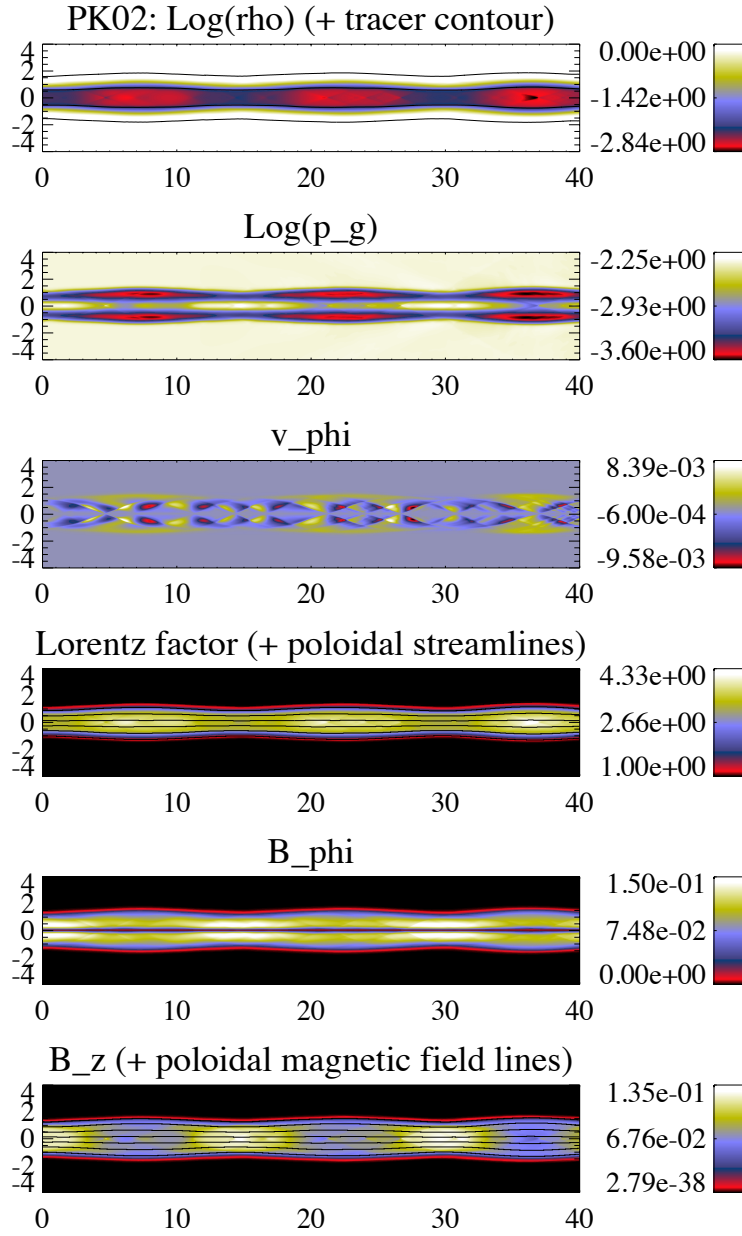 PK02: Log(rho) (+ tracer contour)
4
2
0
-2
-4
0 10 20 30 40
0.00e+00
-1.42e+00
-2.84e+00
Log(p_g)
4
2
0
-2
-4
0 10 20 30 40
-2.25e+00
-2.93e+00
-3.60e+00
v_phi
4
2
0
-2
-4
0 10 20 30 40
8.39e-03
-6.00e-04
-9.58e-03
Lorentz factor (+ poloidal streamlines)
4
2
0
-2
-4
0 10 20 30 40
4.33e+00
2.66e+00
1.00e+00
B_phi
4
2
0
-2
-4
0 10 20 30 40
1.50e-01
7.48e-02
0.00e+00
B_z (+ poloidal magnetic field lines)
4
2
0
-2
-4
0 10 20 30 40
1.35e-01
6.76e-02
2.79e-38